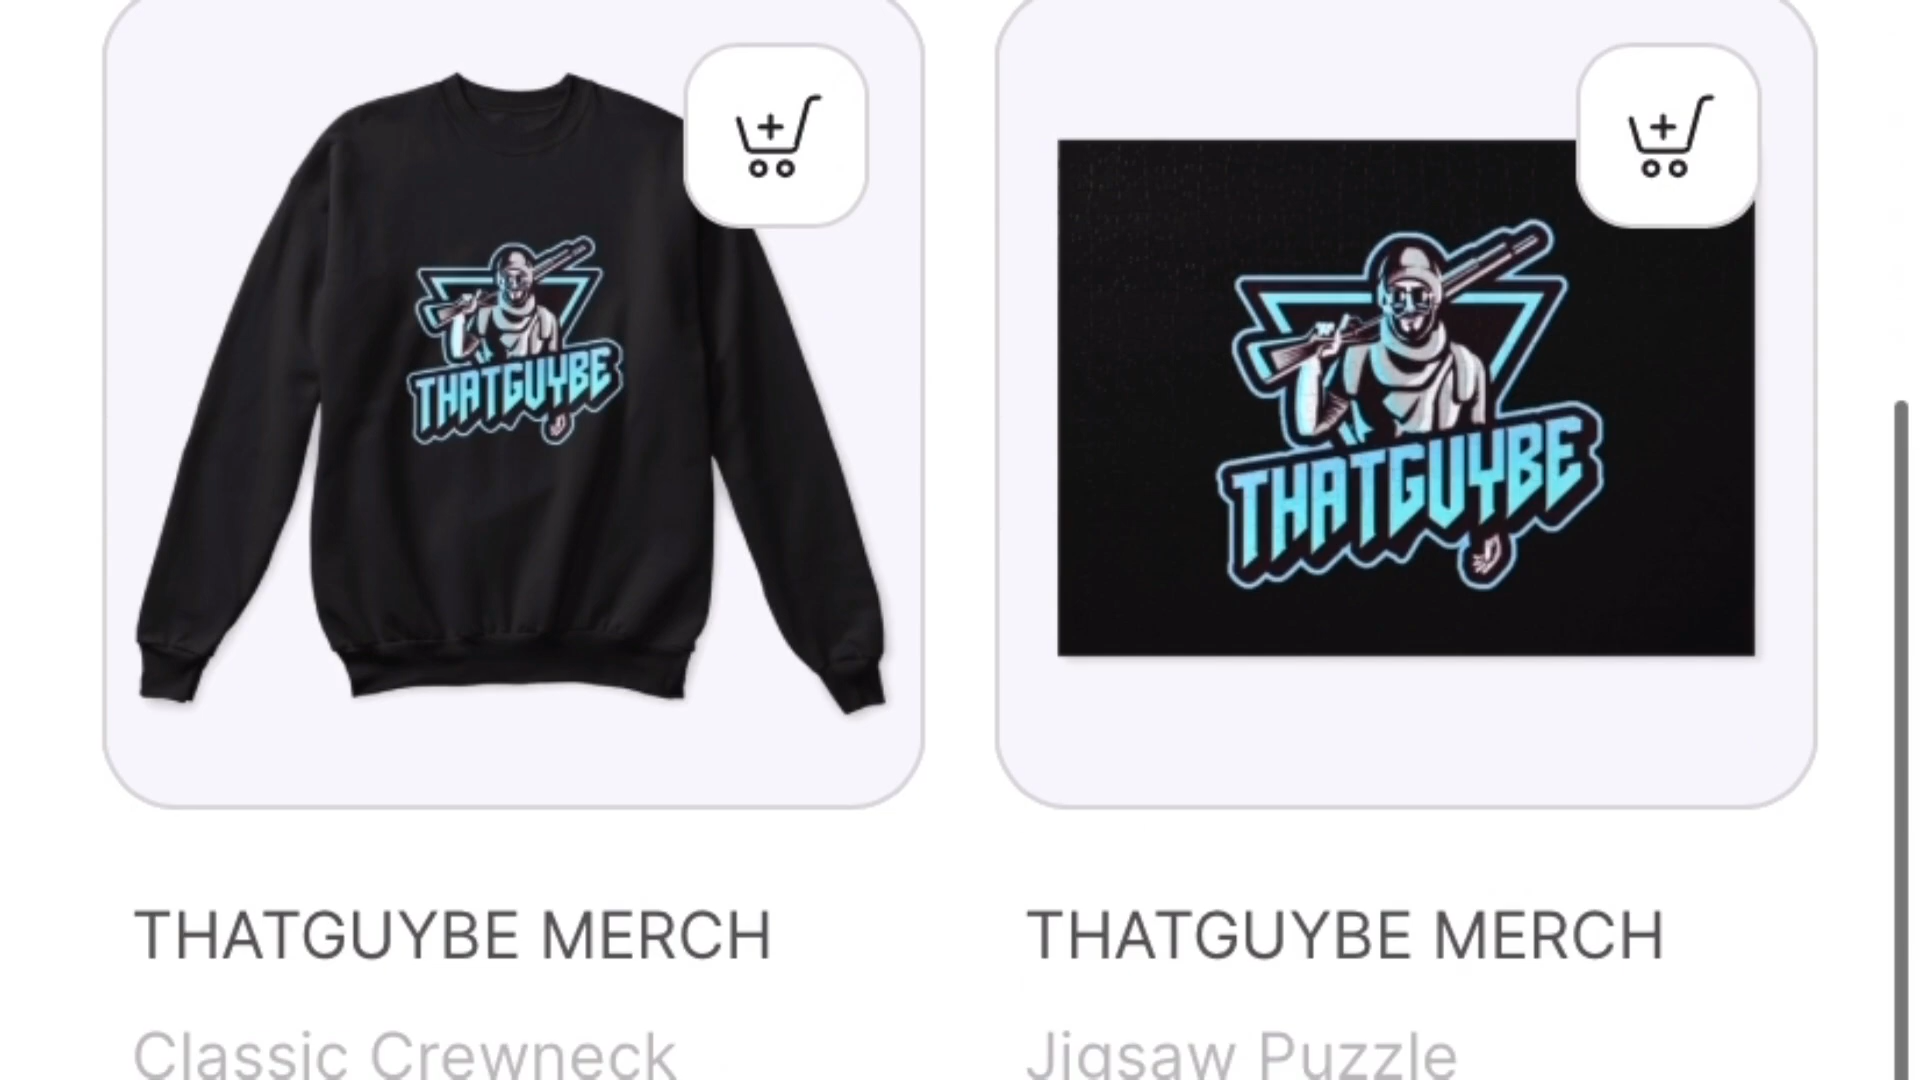 THATGUYBE
THATGUYBE
THATGUYBE MERCH
THATGUYBE MERCH
Classic Crewneck
Jigsaw Puzzle